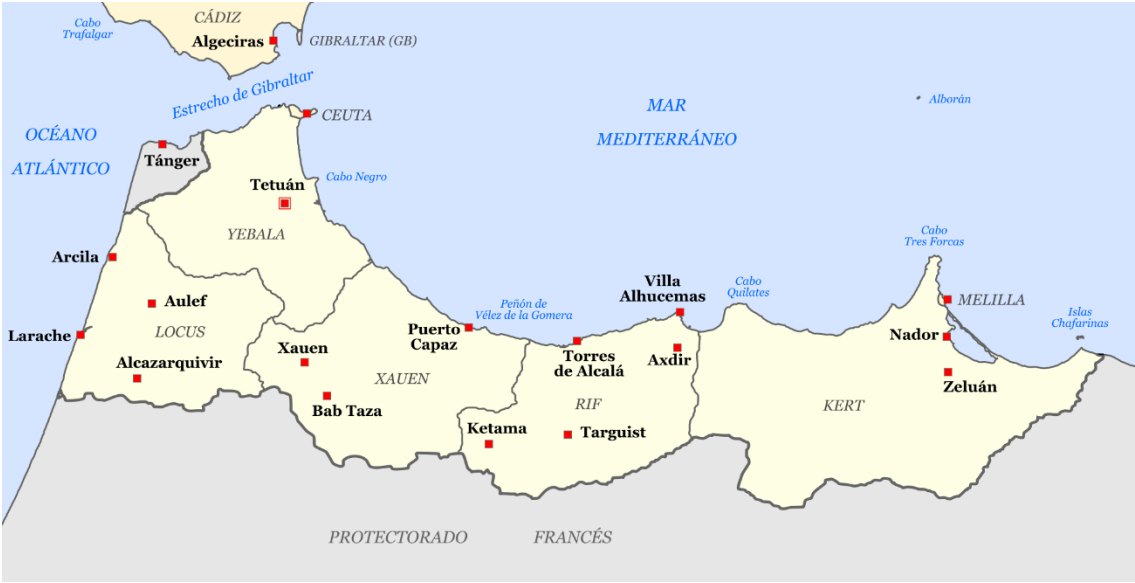 Cabo
Trafalgar
CÁDIZ
Algeciras
GIBRALTAR (GB)
Estrecho de Gibraltar
CEUTA
MAR
MEDITERRÁNEO
Alborán
OCÉANO
ATLÁNTICO
Tánger
Tetuán
Cabo Negro
YEBALA
Arcila
Aulef
LOCUS
Larache
Alcazarquivir
Xauen
Bab Taza
XAUEN
Puerto
Capaz
Peñón de
Vélez de la Gomera
Torres
de Alcalá
Villa
Alhucemas
Axdir
RIF
Ketama
Targuist
Cabo
Quilates
KERT
Cabo
Tres Forcas
MELILLA
Nador
Zeluán
Islas
Chafarinas
PROTECTORADO FRANCÉS